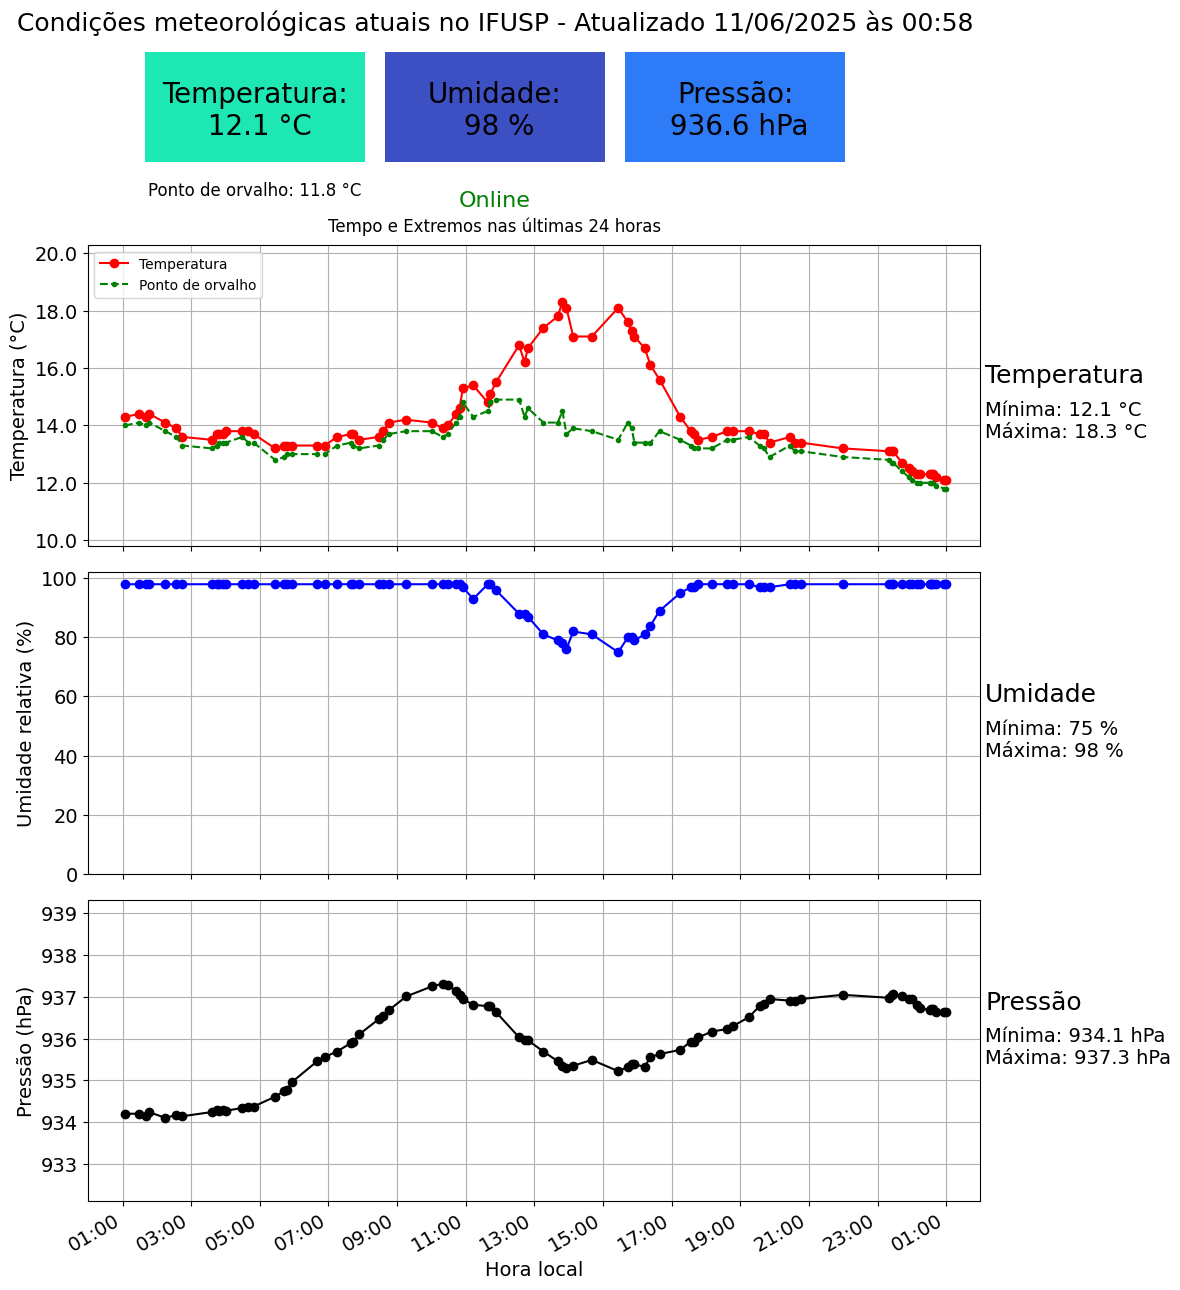 Condições meteorológicas atuais no IFUSP - Atualizado 11/06/2025 às 00:58
Temperatura:
12.1 °C
Umidade:
98 %
Pressão:
936.6 hPa
Ponto de orvalho: 11.8 °C
Online
Tempo e Extremos nas últimas 24 horas
Temperatura (°C)
20.0
18.0
16.0
14.0
12.0
10.0
Temperatura
Ponto de orvalho
Temperatura
Mínima: 12.1 °C
Máxima: 18.3 °C
Umidade relativa (%)
100
80
60
40
20
0
Umidade
Mínima: 75 %
Máxima: 98 %
Pressão (hPa)
939
938
937
936
935
934
933
Pressão
Mínima: 934.1 hPa
Máxima: 937.3 hPa
01:00
03:00
05:00
07:00
09:00
11:00
13:00
15:00
17:00
19:00
21:00
23:00
01:00
Hora local